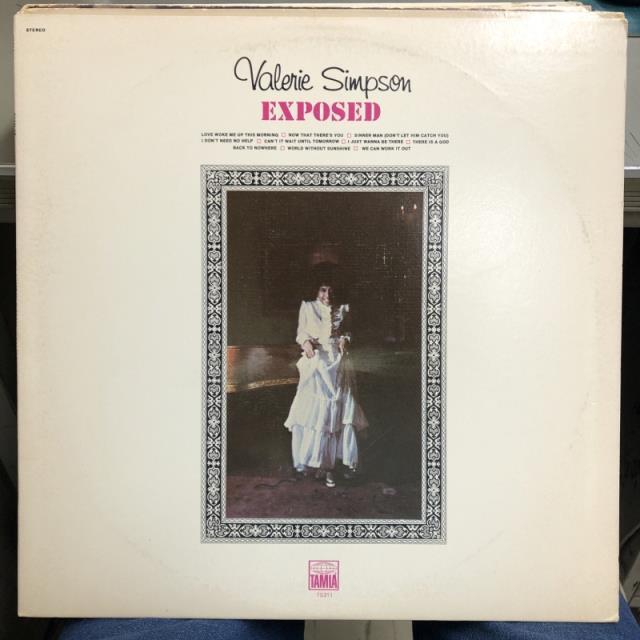 STEREO
Valerie Simpson
EXPOSED
LOVE WOKE ME UP THIS MORNING □ NOW THAT THERE'S YOU □ SINNER MAN (DON'T LET HIM CATCH YOU)
I DON'T NEED NO HELP □ CAN'T IT WAIT UNTIL TOMORROW □ I JUST WANNA BE THERE □ THERE IS A GOD
BACK TO NOWHERE □ WORLD WITHOUT SUNSHINE □ WE CAN WORK IT OUT
TAMLA
TS311